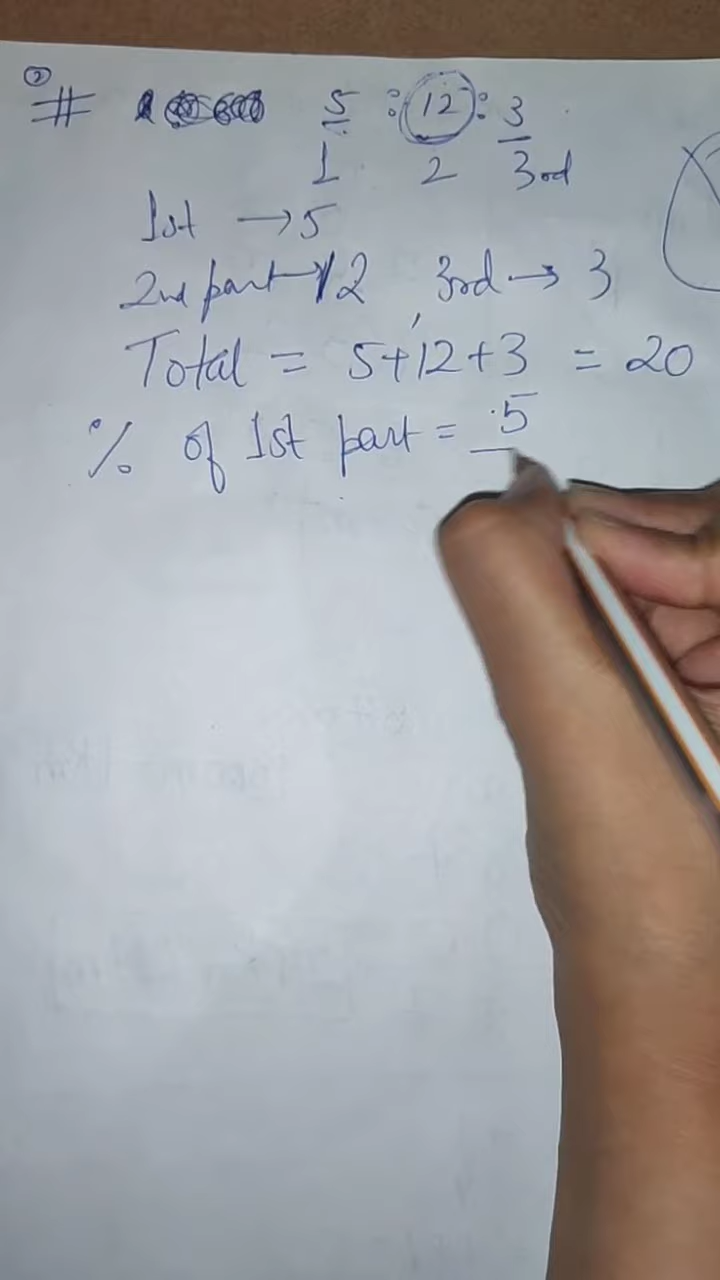 ②
# 5 : 12 : 3
1 2 3rd
1st → 5
2nd part → 12 3rd → 3
Total = 5+12+3 = 20
% of 1st part = 5